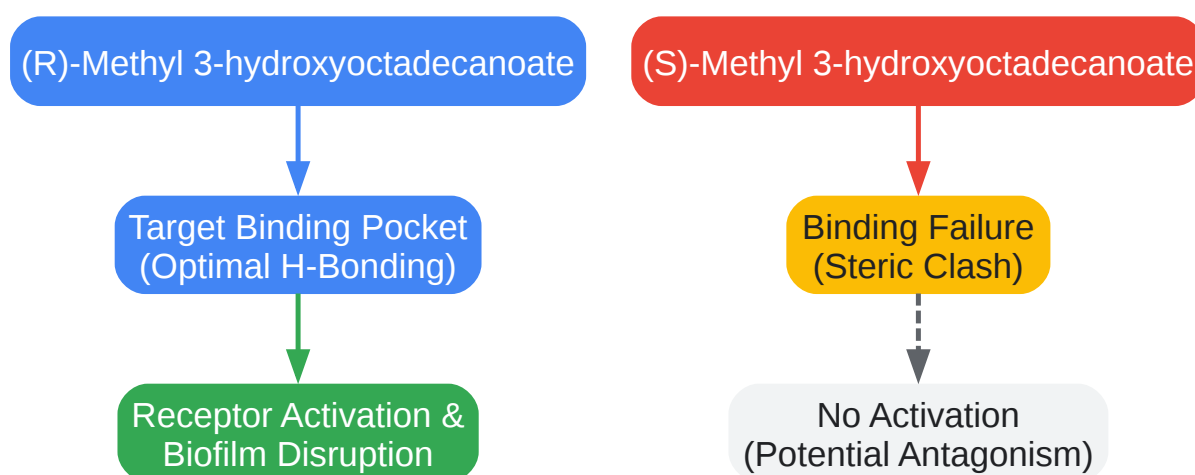 (R)-Methyl 3-hydroxyoctadecanoate
(S)-Methyl 3-hydroxyoctadecanoate
Target Binding Pocket
(Optimal H-Bonding)
Binding Failure
(Steric Clash)
Receptor Activation &
Biofilm Disruption
No Activation
(Potential Antagonism)